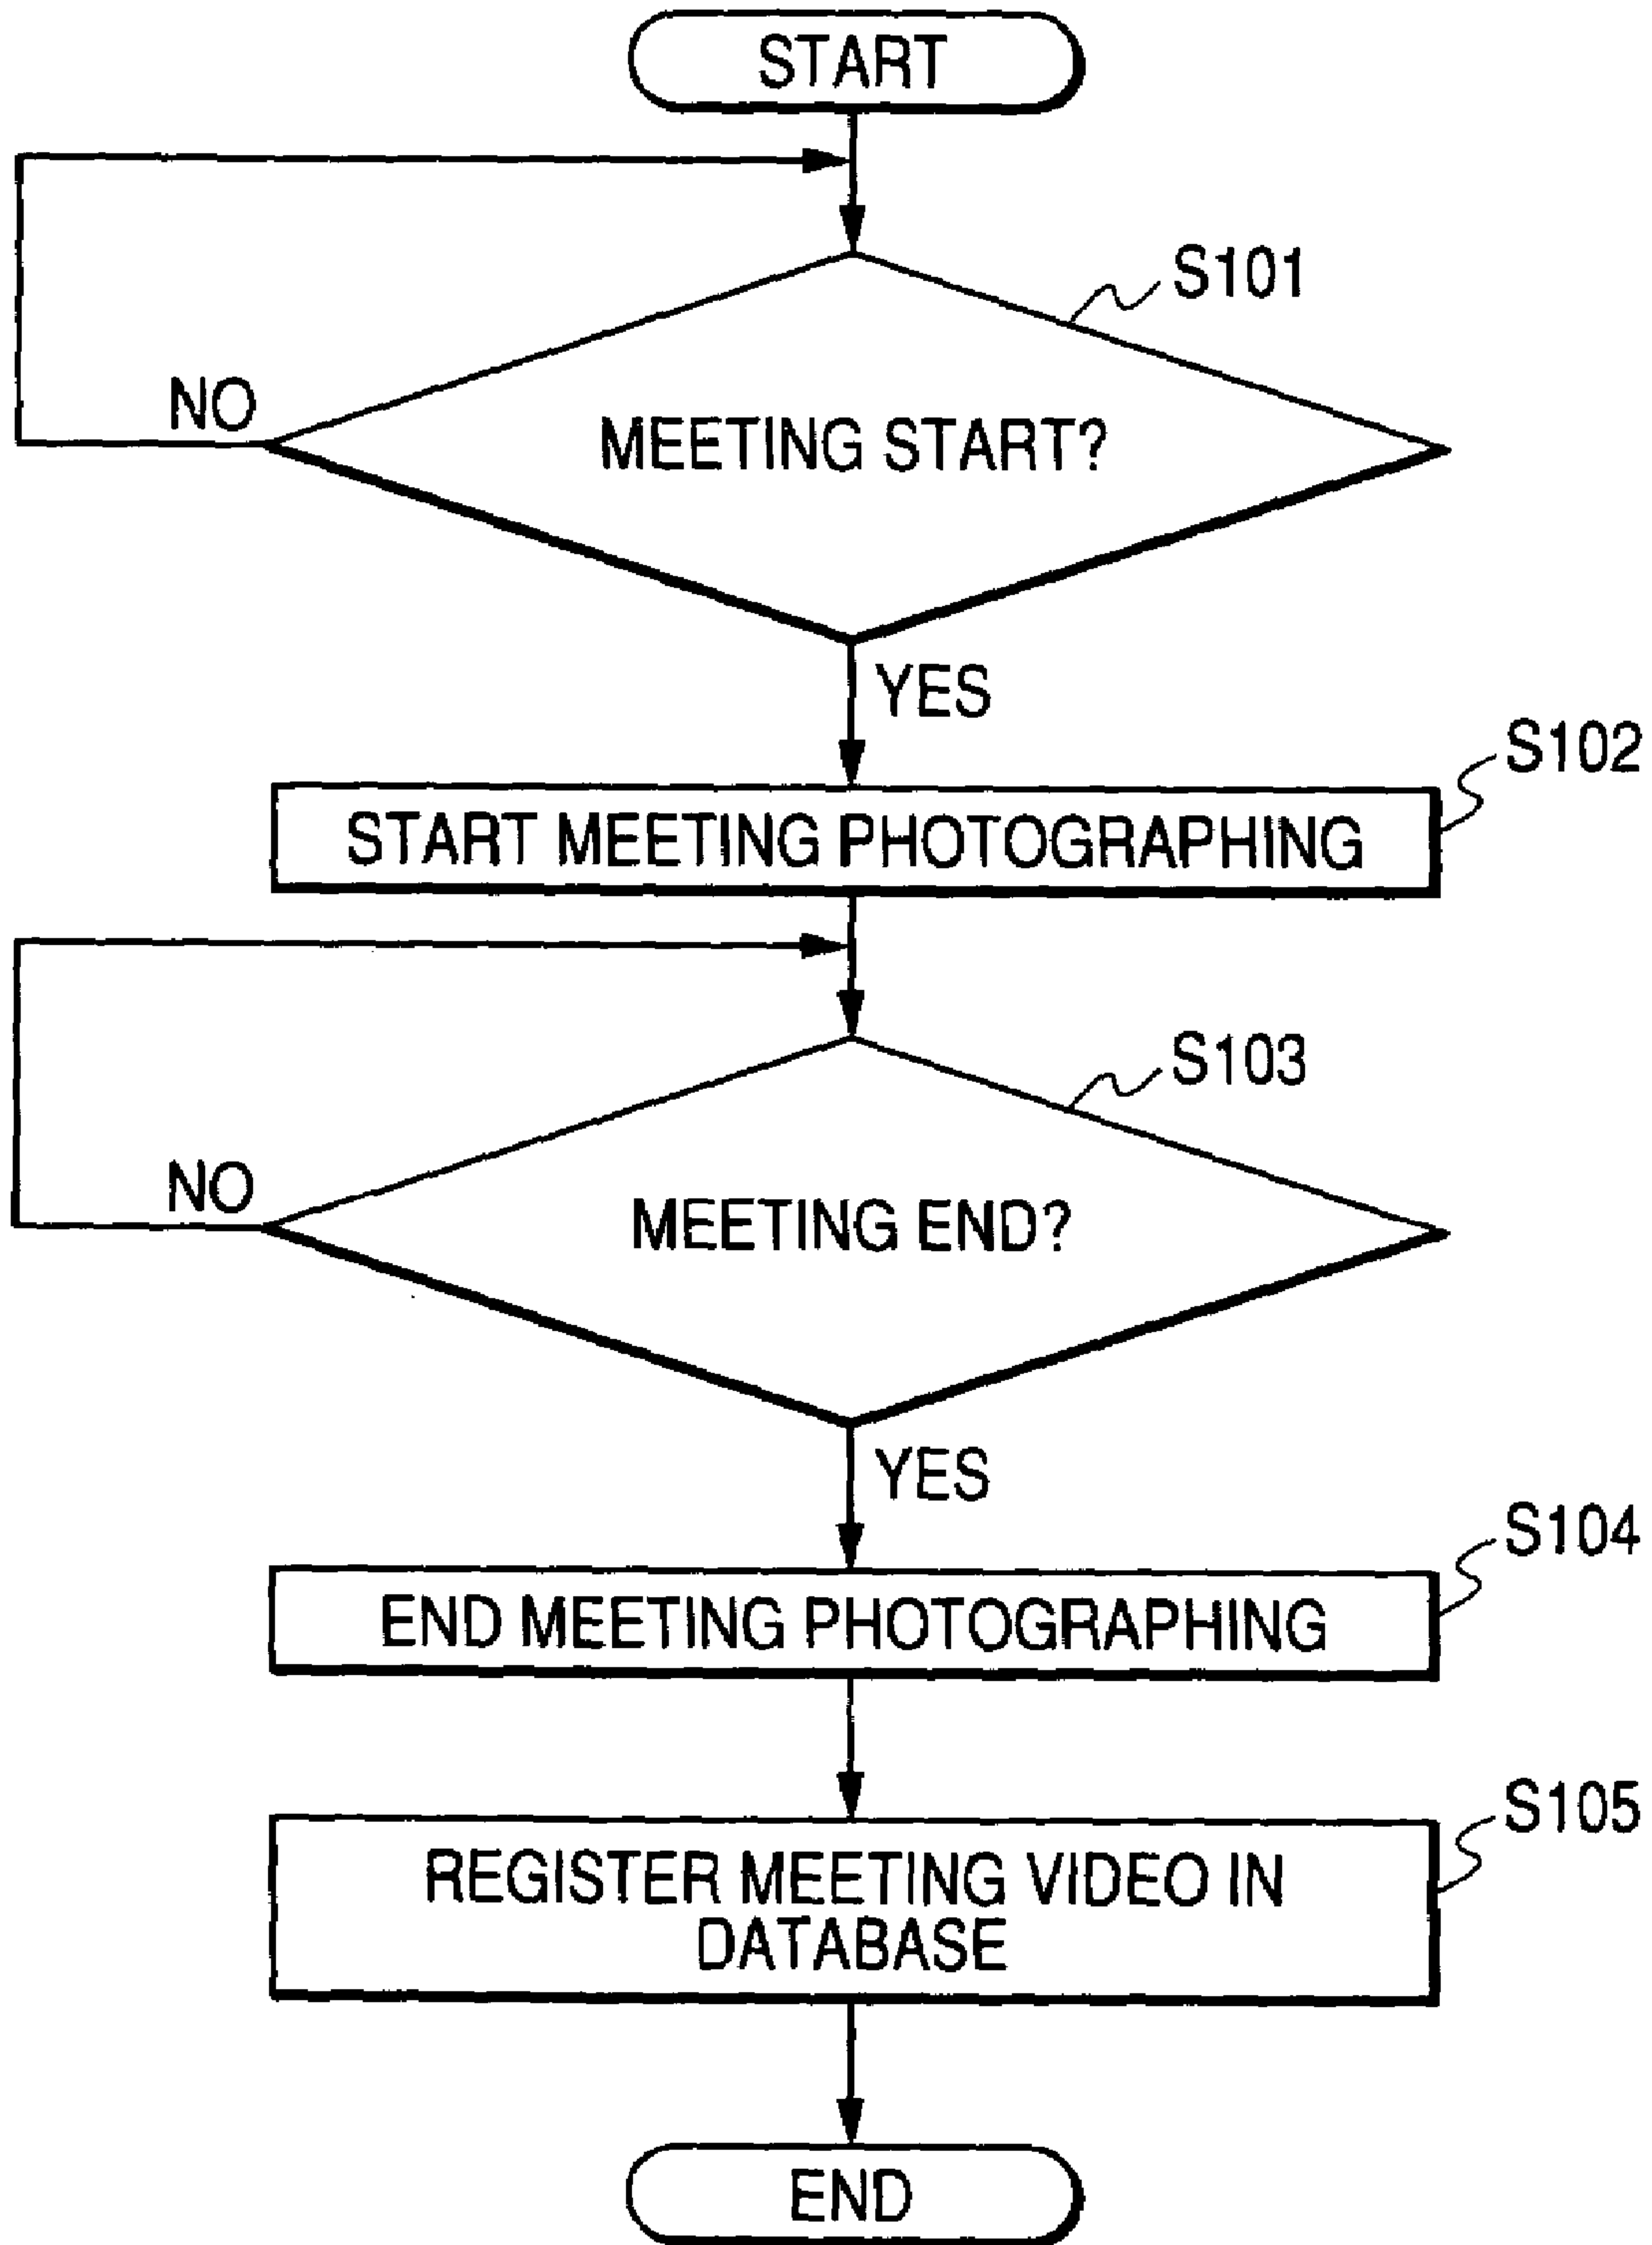 START
S101
NO
MEETING START?
YES
S102
START MEETING PHOTOGRAPHING
S103
NO
MEETING END?
YES
S104
END MEETING PHOTOGRAPHING
S105
REGISTER MEETING VIDEO IN
DATABASE
END